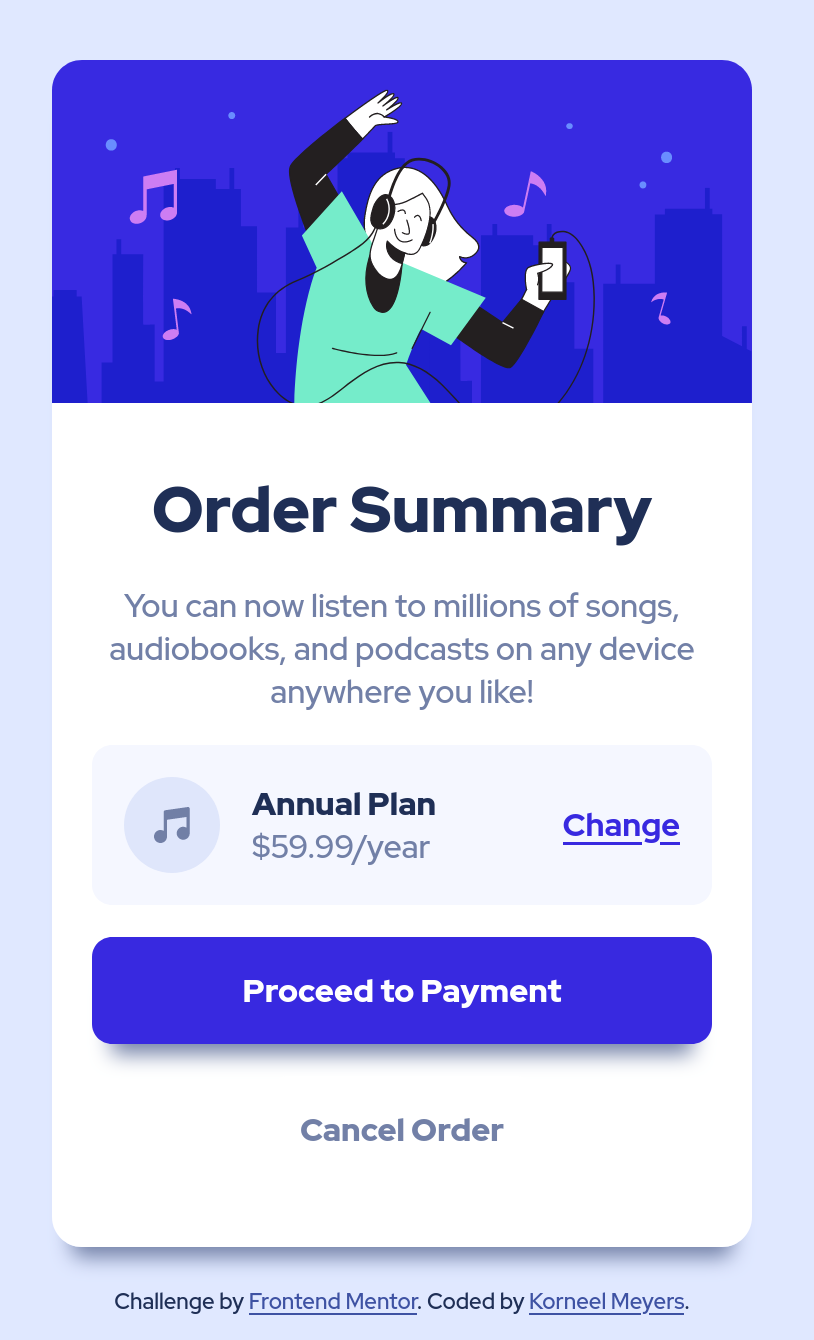 Order Summary
You can now listen to millions of songs,
audiobooks, and podcasts on any device
anywhere you like!
Annual Plan
$59.99/year
Change
Proceed to Payment
Cancel Order
Challenge by Frontend Mentor. Coded by Korneel Meyers.